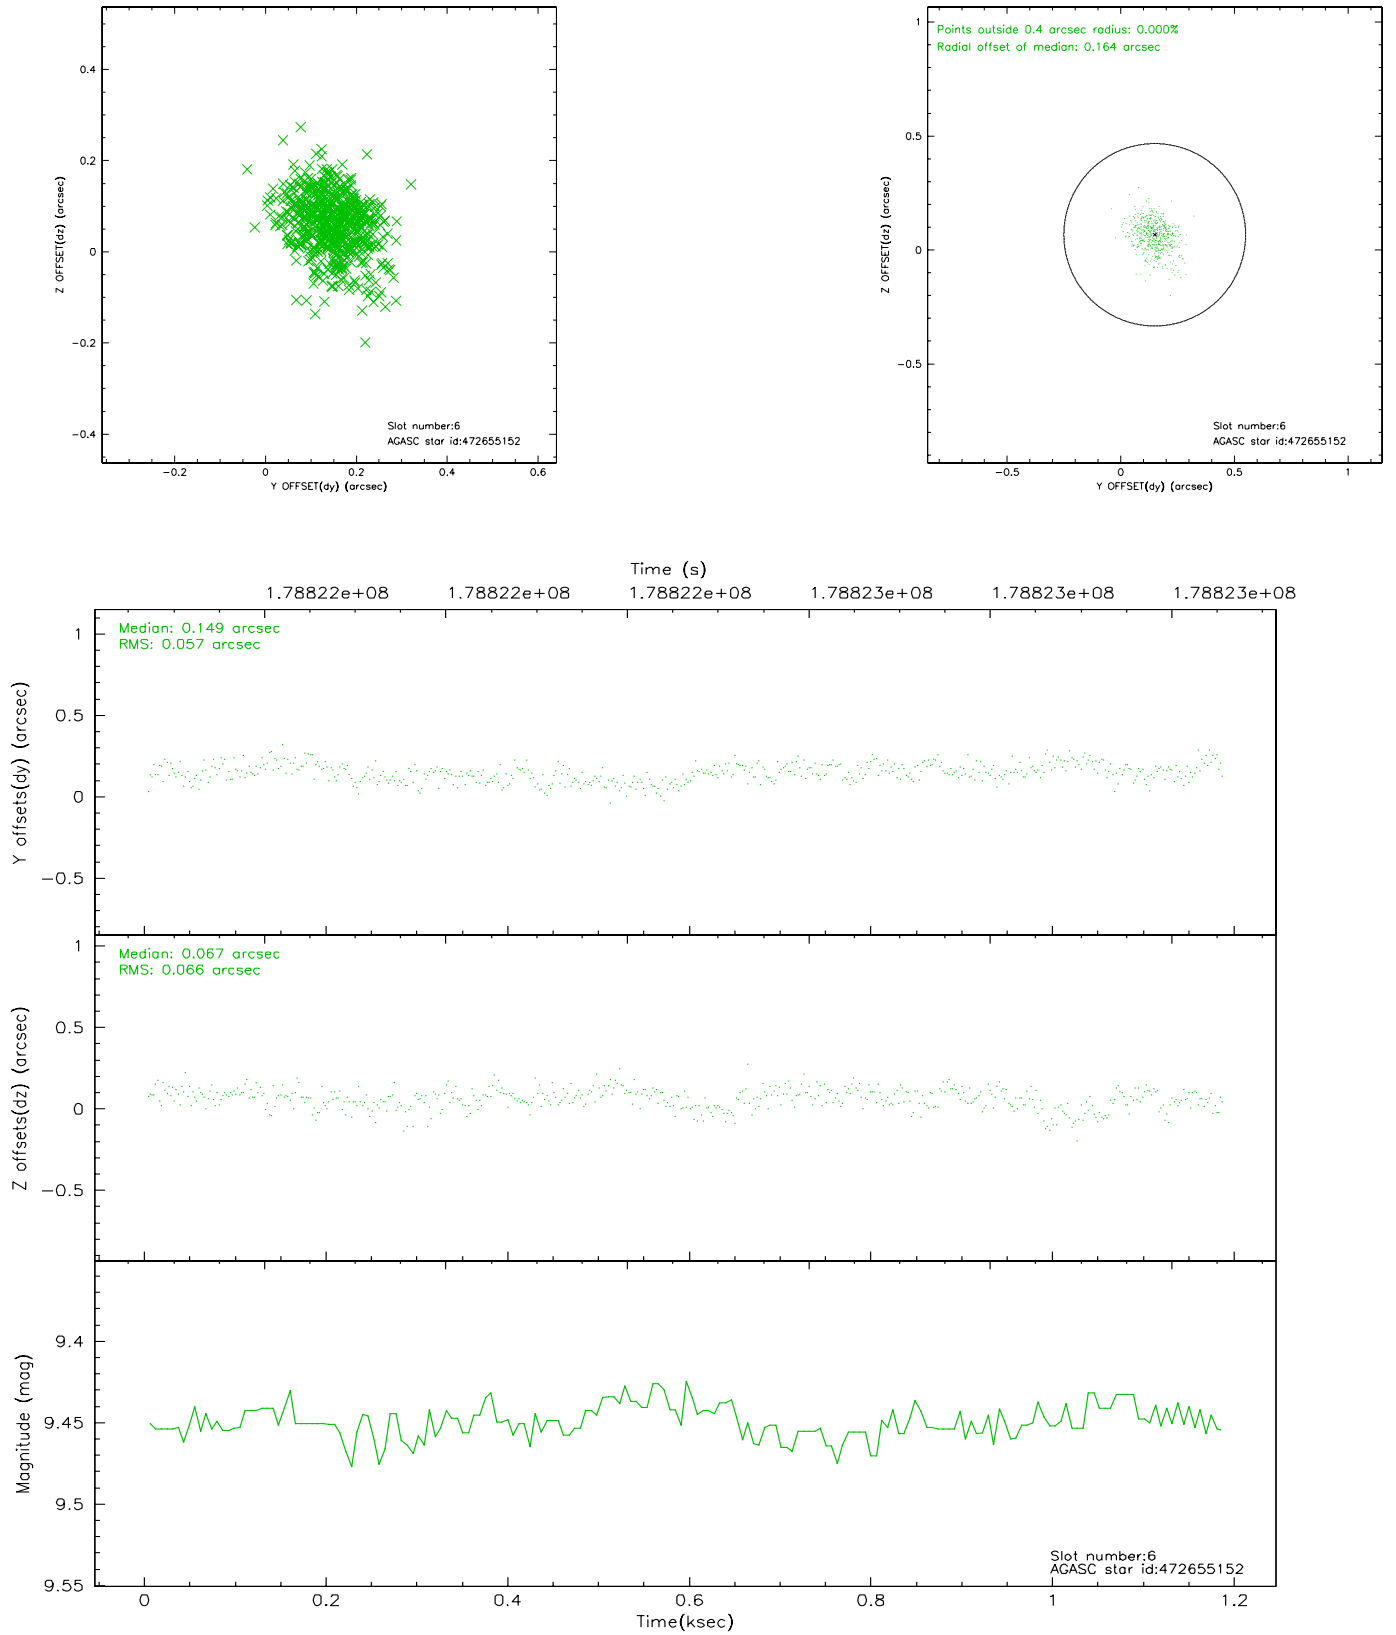 0.4
0.2
0
−0.2
−0.4
Z OFFSET(dz) (arcsec)
Slot number:6
AGASC star id:472655152
−0.2 0 0.2 0.4 0.6
Y OFFSET(dy) (arcsec)
Points outside 0.4 arcsec radius: 0.000%
Radial offset of median: 0.164 arcsec
1
0.5
0
−0.5
Z OFFSET(dz) (arcsec)
Slot number:6
AGASC star id:472655152
−0.5 0 0.5 1
Y OFFSET(dy) (arcsec)
Time (s)
1.78822e+08 1.78822e+08 1.78822e+08 1.78823e+08 1.78823e+08 1.78823e+08
Median: 0.149 arcsec
RMS: 0.057 arcsec
1
0.5
0
−0.5
Y offsets(dy) (arcsec)
Median: 0.067 arcsec
RMS: 0.066 arcsec
1
0.5
0
−0.5
Z offsets(dz) (arcsec)
9.4
9.45
9.5
9.55
Magnitude (mag)
Slot number:6
AGASC star id:472655152
0 0.2 0.4 0.6 0.8 1 1.2
Time(ksec)